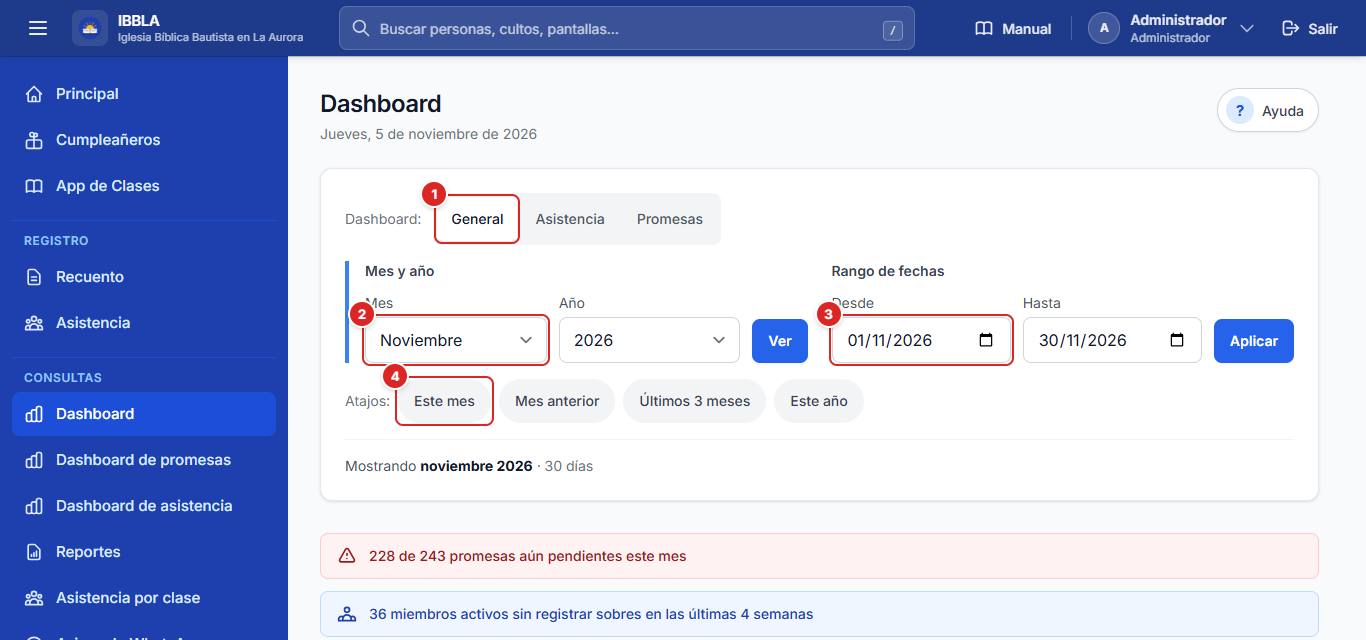 IBBLA
Iglesia Bíblica Bautista en La Aurora
Buscar personas, cultos, pantallas...
/
Manual
A
Administrador
Administrador
Salir
Principal
Cumpleañeros
App de Clases
REGISTRO
Recuento
Asistencia
CONSULTAS
Dashboard
Dashboard de promesas
Dashboard de asistencia
Reportes
Asistencia por clase
Dashboard
Jueves, 5 de noviembre de 2026
? Ayuda
1
Dashboard: General Asistencia Promesas
Mes y año
Rango de fechas
Mes Año
Desde Hasta
2
3
Noviembre 2026 Ver
01/11/2026 30/11/2026 Aplicar
4
Atajos: Este mes Mes anterior Últimos 3 meses Este año
Mostrando noviembre 2026 · 30 días
228 de 243 promesas aún pendientes este mes
36 miembros activos sin registrar sobres en las últimas 4 semanas